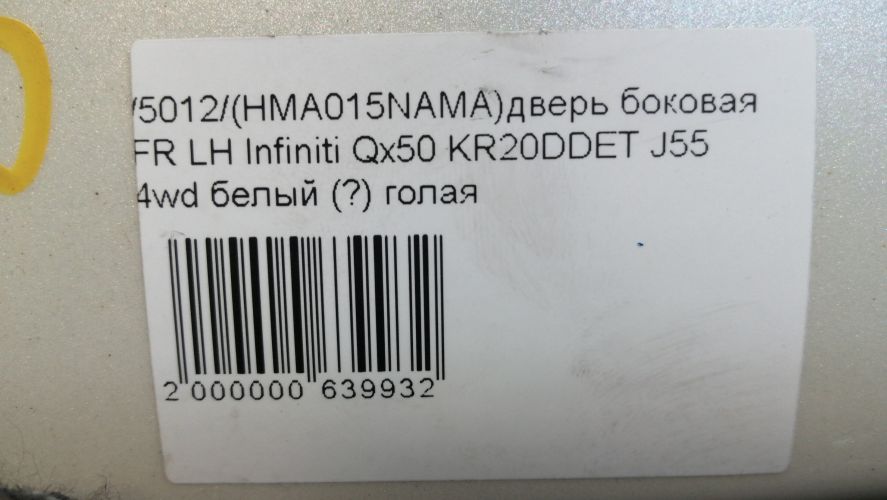 /5012/(HMA015NAMA)дверь боковая
FR LH Infiniti Qx50 KR20DDET J55
4wd белый (?) голая
2 000000 639932